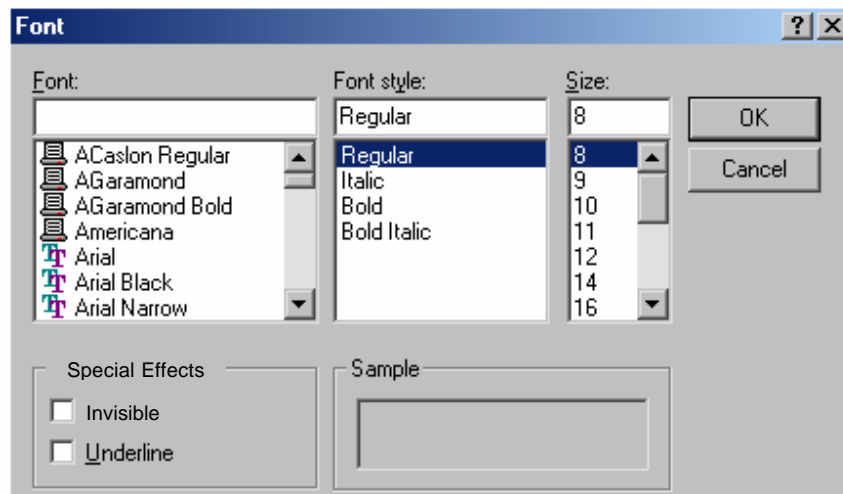 Font
Font:
Font style:
Size:
Regular
8
OK
Cancel
ACaslon Regular
AGaramond
AGaramond Bold
Americana
Arial
Arial Black
Arial Narrow
Regular
Italic
Bold
Bold Italic
8
9
10
11
12
14
16
Special Effects
Invisible
Underline
Sample